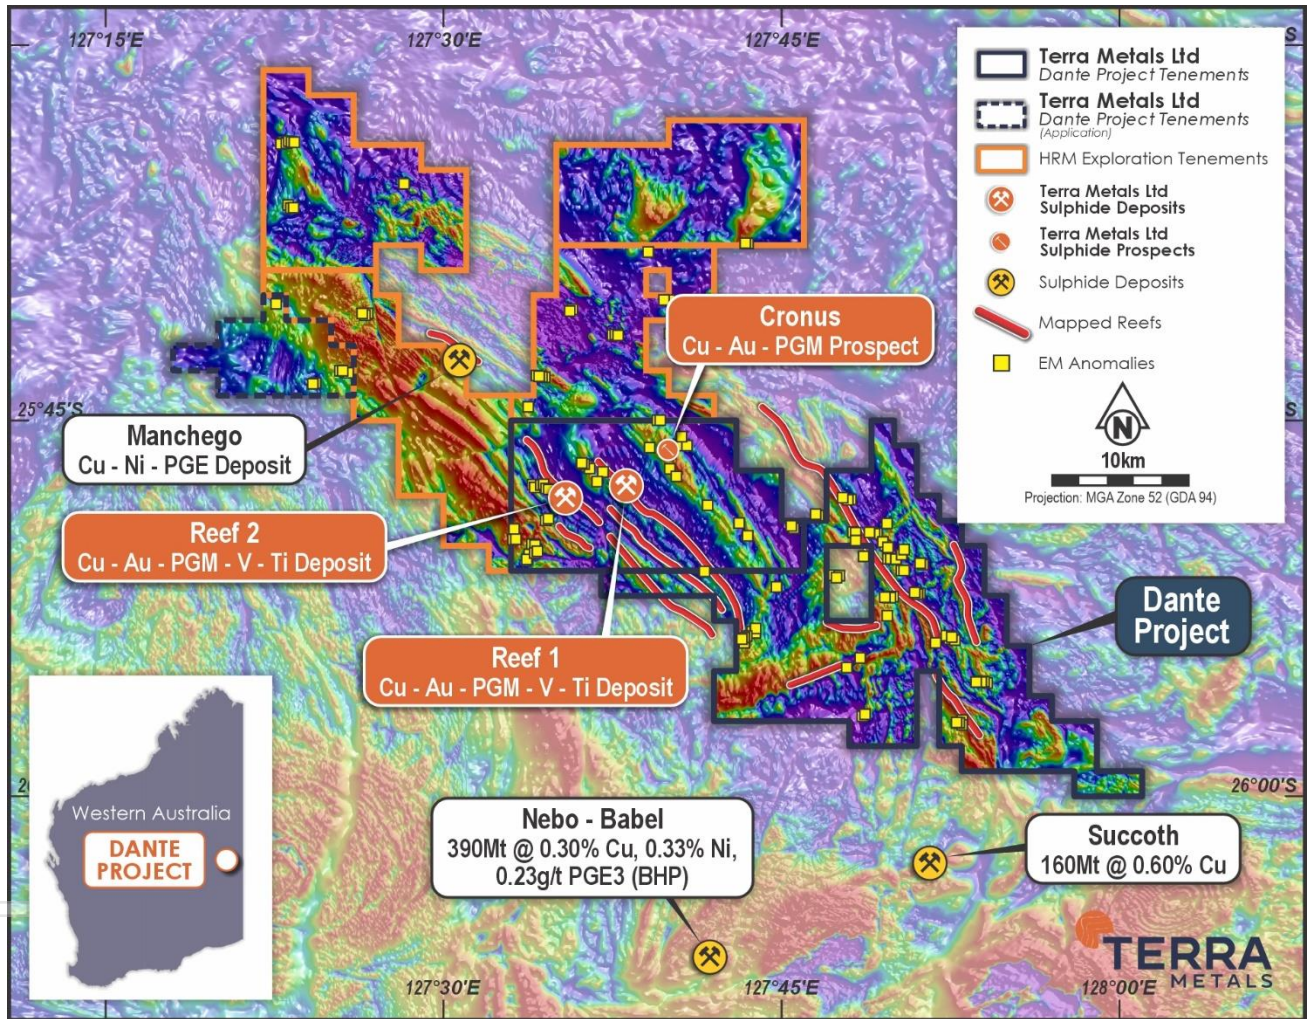 127°15'E
127°30'E
127°45'E
S
Terra Metals Ltd
Dante Project Tenements
Terra Metals Ltd
Dante Project Tenements
(Application)
HRM Exploration Tenements
Terra Metals Ltd
Sulphide Deposits
Terra Metals Ltd
Sulphide Prospects
Sulphide Deposits
Mapped Reefs
EM Anomalies
N
10km
Projection: MGA Zone 52 (GDA 94)
25°45'S
S
Cronus
Cu - Au - PGM Prospect
Manchego
Cu - Ni - PGE Deposit
Reef 2
Cu - Au - PGM - V - Ti Deposit
Reef 1
Cu - Au - PGM - V - Ti Deposit
Dante
Project
Western Australia
DANTE
PROJECT
26°00'S
Nebo - Babel
390Mt @ 0.30% Cu, 0.33% Ni,
0.23g/t PGE3 (BHP)
Succoth
160Mt @ 0.60% Cu
TERRA
METALS
127°30'E
127°45'E
128°00'E